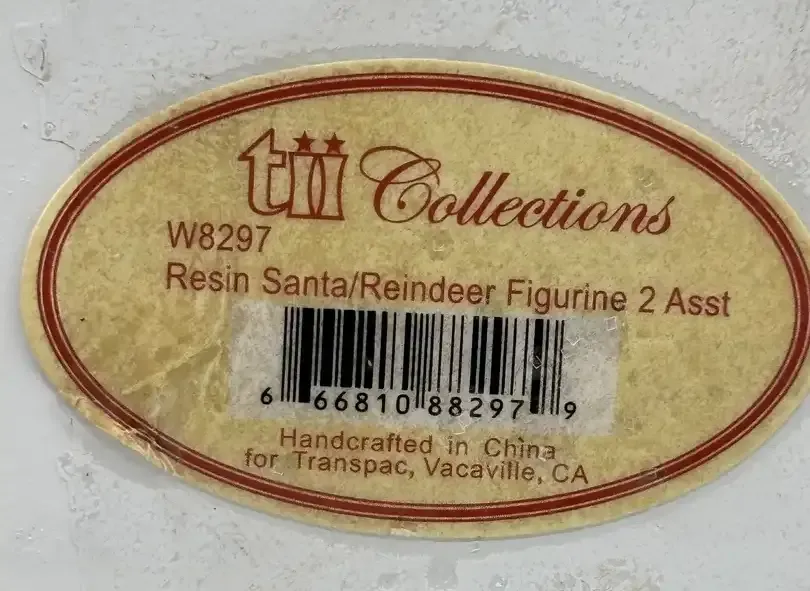 tii Collections
W8297
Resin Santa/Reindeer Figurine 2 Asst
6 66810 88297 9
Handcrafted in China
for Transpac, Vacaville, CA